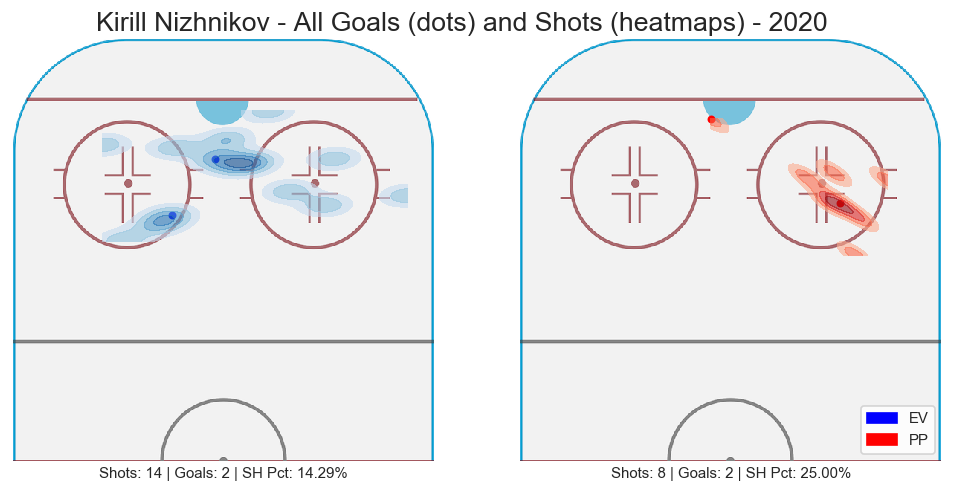 Kirill Nizhnikov - All Goals (dots) and Shots (heatmaps) - 2020
EV
PP
Shots: 14 | Goals: 2 | SH Pct: 14.29%
Shots: 8 | Goals: 2 | SH Pct: 25.00%